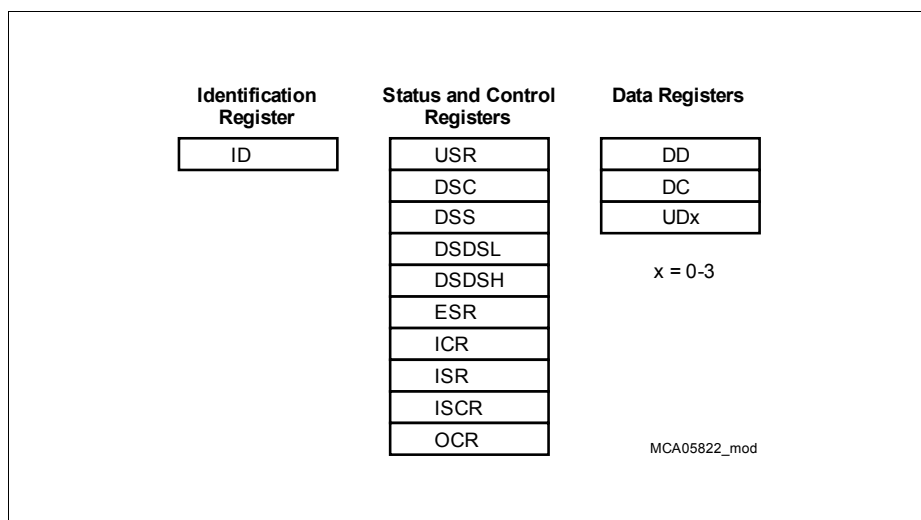 Identification
Register
ID
Status and Control
Registers
USR
DSC
DSS
DSDSL
DSDSH
ESR
ICR
ISR
ISCR
OCR
Data Registers
DD
DC
UDx
x = 0-3
MCA05822_mod